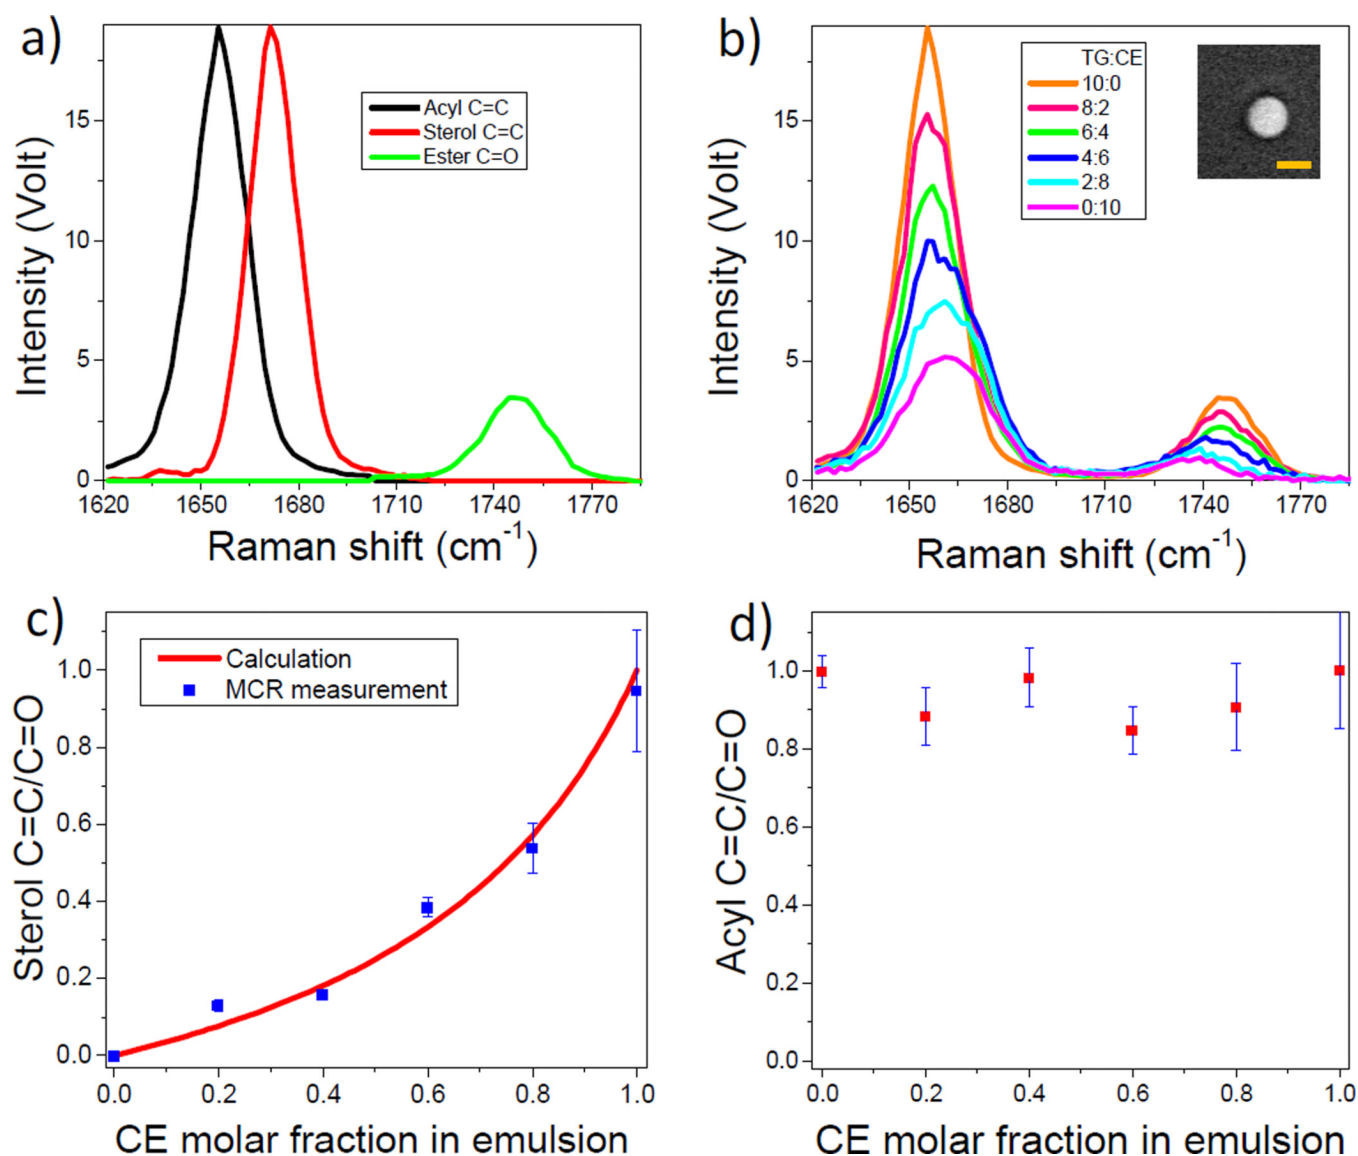 a)
Intensity (Volt)
15
10
5
0
1620
1650
1680
1710
1740
1770
Raman shift (cm-1)
Acyl C=C
Sterol C=C
Ester C=O
b)
Intensity (Volt)
15
10
5
0
1620
1650
1680
1710
1740
1770
Raman shift (cm-1)
TG:CE
10:0
8:2
6:4
4:6
2:8
0:10
c)
Sterol C=C/C=O
1.0
0.8
0.6
0.4
0.2
0.0
0.0
0.2
0.4
0.6
0.8
1.0
CE molar fraction in emulsion
Calculation
MCR measurement
d)
Acyl C=C/C=O
1.0
0.8
0.6
0.4
0.2
0.0
0.0
0.2
0.4
0.6
0.8
1.0
CE molar fraction in emulsion